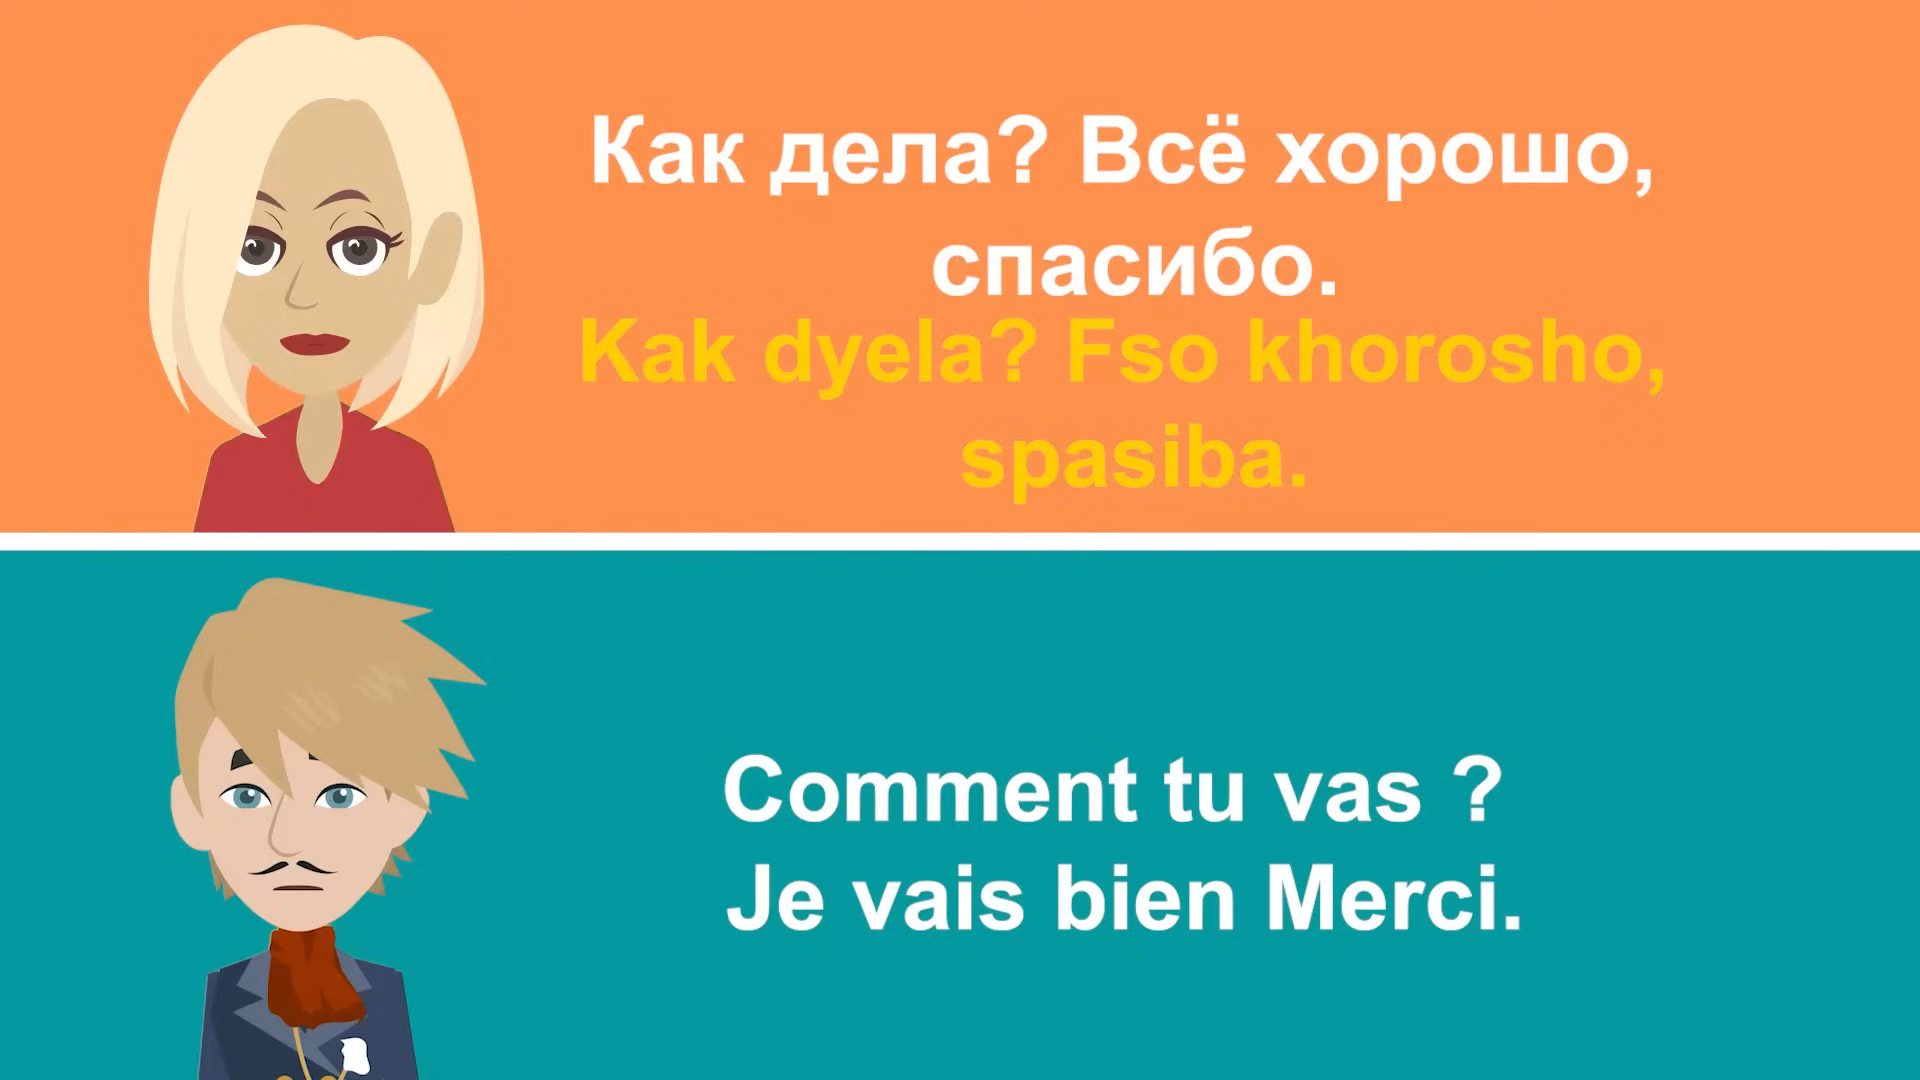 Как дела? Всё хорошо,
спасибо.
Kak dyela? Fso khorosho,
spasiba.
Comment tu vas ?
Je vais bien Merci.